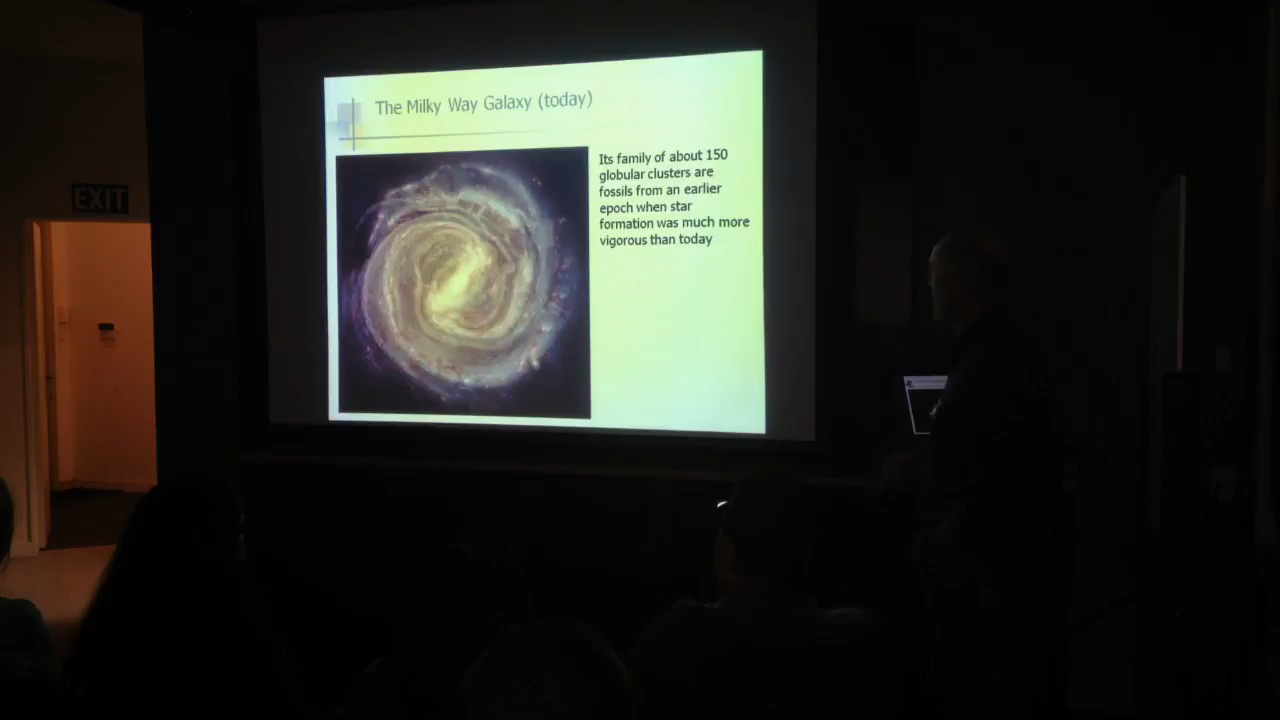 The Milky Way Galaxy (today)
Its family of about 150
globular clusters are
fossils from an earlier
epoch when star
formation was much more
vigorous than today
EXIT